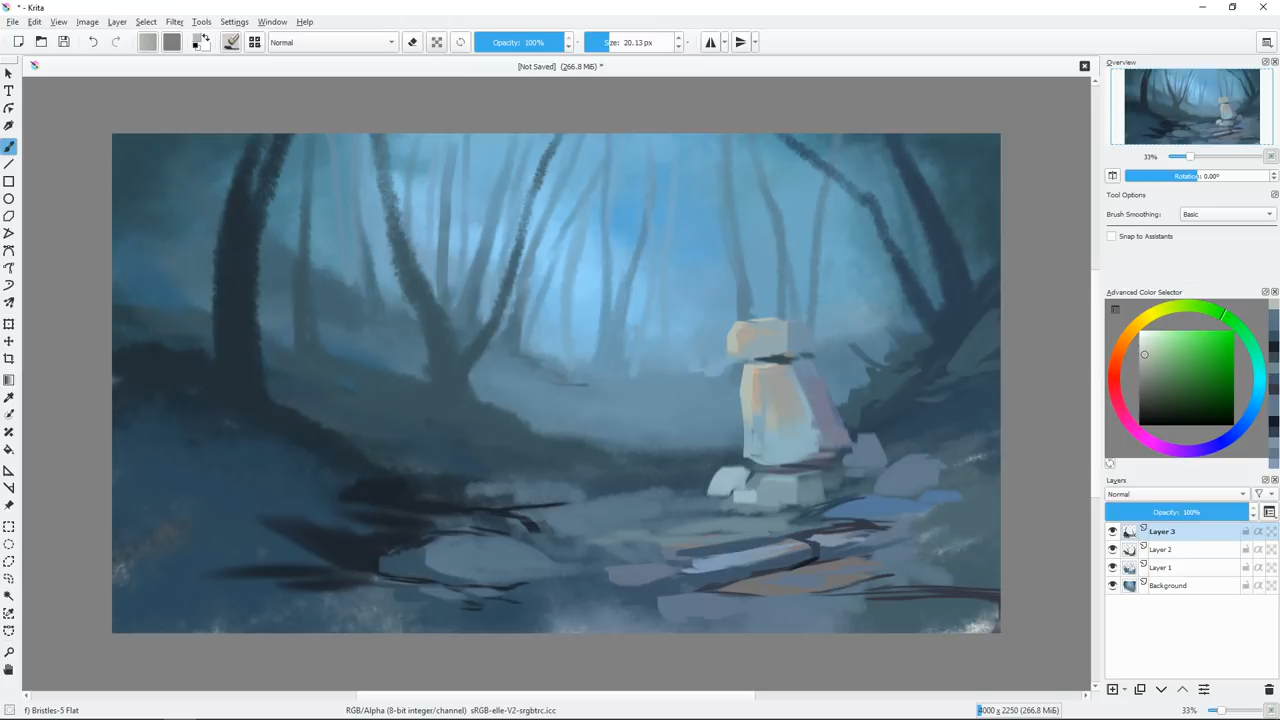 * - Krita
File Edit View Image Layer Select Filter Tools Settings Window Help
Normal Opacity: 100% Size: 20.13 px
[Not Saved] (266.8 MiB) *
Overview
33%
Rotation: 0.00°
Tool Options
Brush Smoothing: Basic
Snap to Assistants
Advanced Color Selector
Layers
Normal
Opacity: 100%
Layer 3
Layer 2
Layer 1
Background
f) Bristles-5 Flat RGB/Alpha (8-bit integer/channel) sRGB-elle-V2-srgbtrc.icc 4000 x 2250 (266.8 MiB) 33%